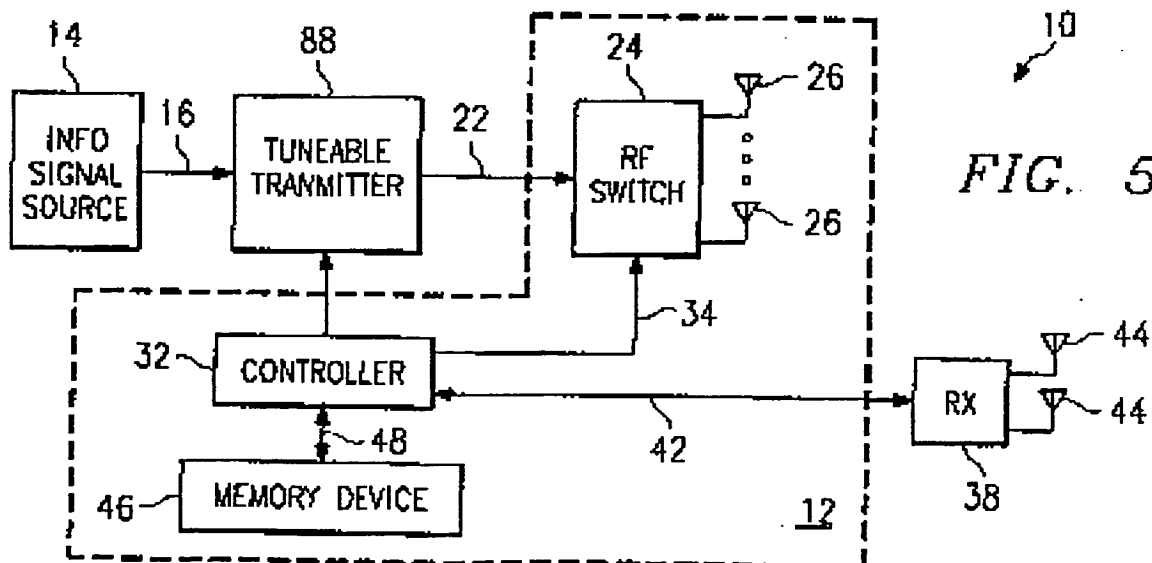 14
88
24
10
26
INFO
SIGNAL
SOURCE
16
TUNEABLE
TRANMITTER
22
RF
SWITCH
26
FIG. 5
34
32
CONTROLLER
44
RX
44
42
48
38
46
MEMORY DEVICE
12